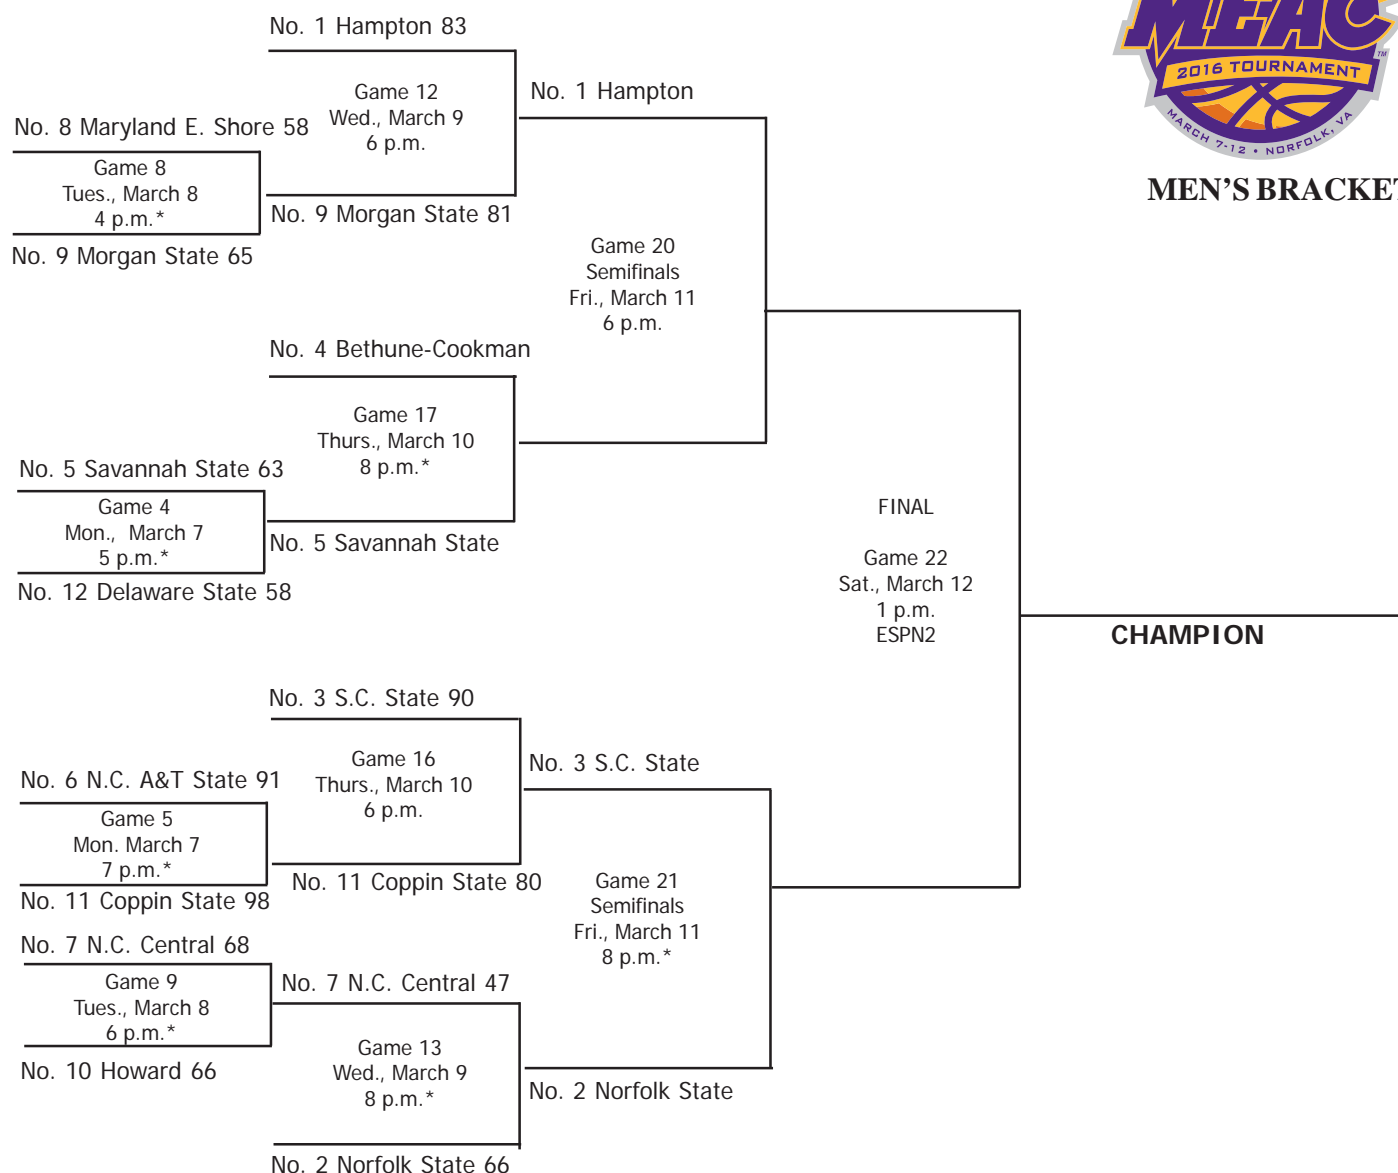 No. 1 Hampton 83
Game 12
Wed., March 9
6 p.m.
No. 1 Hampton
No. 8 Maryland E. Shore 58
Game 8
Tues., March 8
4 p.m.*
No. 9 Morgan State 81
No. 9 Morgan State 65
MEAC
TM
2016 TOURNAMENT
MARCH 7-12 • NORFOLK, VA
MEN'S BRACKET
Game 20
Semifinals
Fri., March 11
6 p.m.
No. 4 Bethune-Cookman
Game 17
Thurs., March 10
8 p.m.*
No. 5 Savannah State 63
Game 4
Mon., March 7
5 p.m.*
No. 5 Savannah State
No. 12 Delaware State 58
FINAL
Game 22
Sat., March 12
1 p.m.
ESPN2
CHAMPION
No. 3 S.C. State 90
Game 16
Thurs., March 10
6 p.m.
No. 3 S.C. State
No. 6 N.C. A&T State 91
Game 5
Mon. March 7
7 p.m.*
No. 11 Coppin State 80
No. 11 Coppin State 98
Game 21
Semifinals
Fri., March 11
8 p.m.*
No. 7 N.C. Central 68
Game 9
Tues., March 8
6 p.m.*
No. 7 N.C. Central 47
No. 10 Howard 66
Game 13
Wed., March 9
8 p.m.*
No. 2 Norfolk State
No. 2 Norfolk State 66